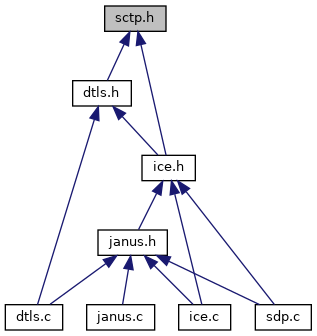 sctp.h
dtls.h
ice.h
janus.h
dtls.c
janus.c
ice.c
sdp.c